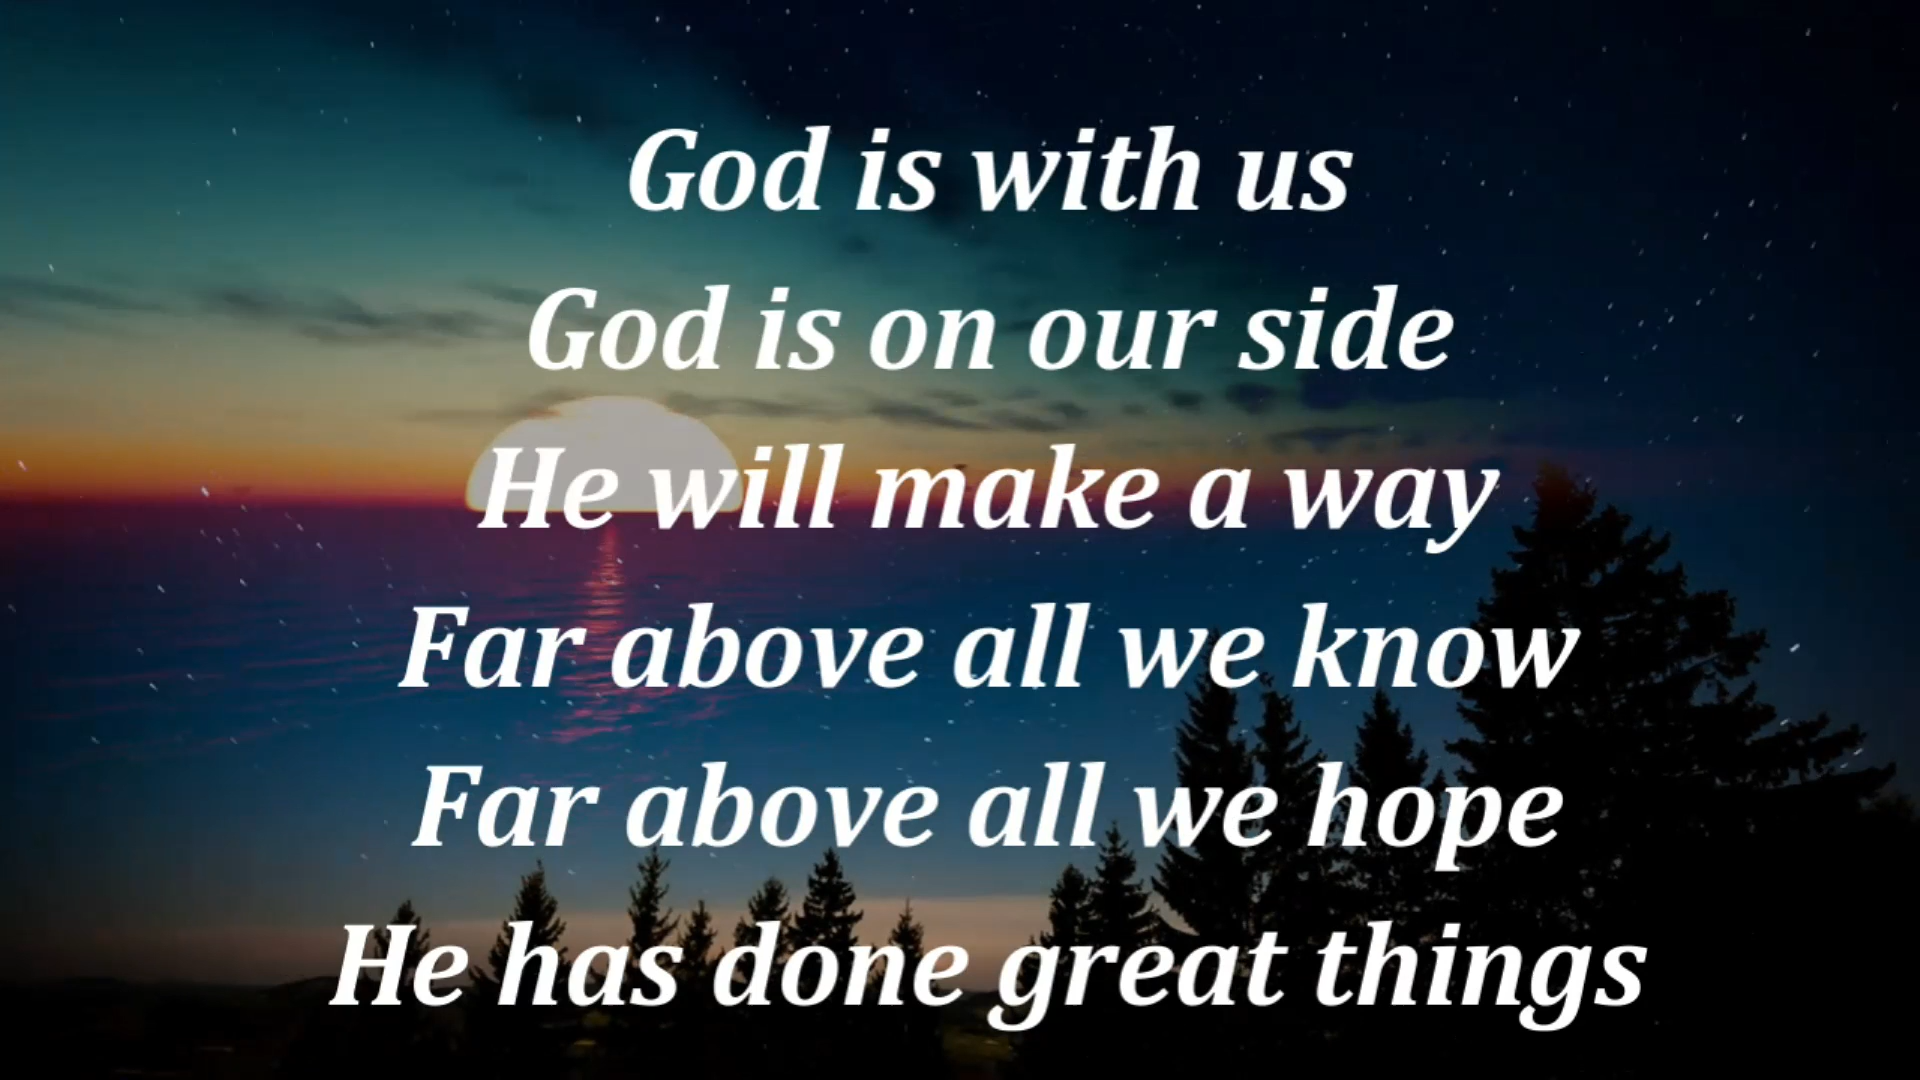 God is with us
God is on our side
He will make a way
Far above all we know
Far above all we hope
He has done great things